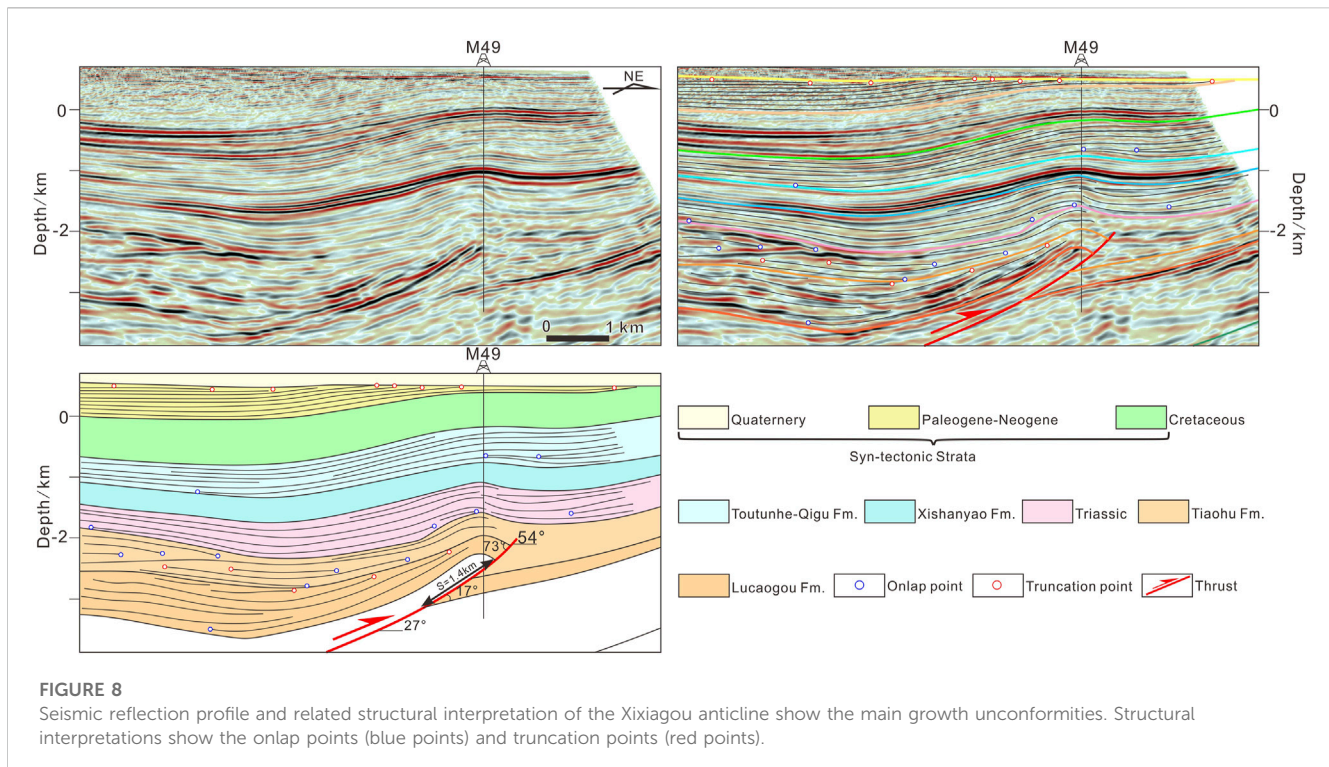 M49
NE
0
-2
Depth/km
0 1 km
M49
0
-2
Depth/km
M49
0
-2
Depth/km
54°
73°
S=1.4km
17°
27°
Quaternery
Paleogene-Neogene
Cretaceous
Syn-tectonic Strata
Toutunhe-Qigu Fm.
Xishanyao Fm.
Triassic
Tiaohu Fm.
Lucaogou Fm.
Onlap point
Truncation point
Thrust
FIGURE 8
Seismic reflection profile and related structural interpretation of the Xixiagou anticline show the main growth unconformities. Structural
interpretations show the onlap points (blue points) and truncation points (red points).